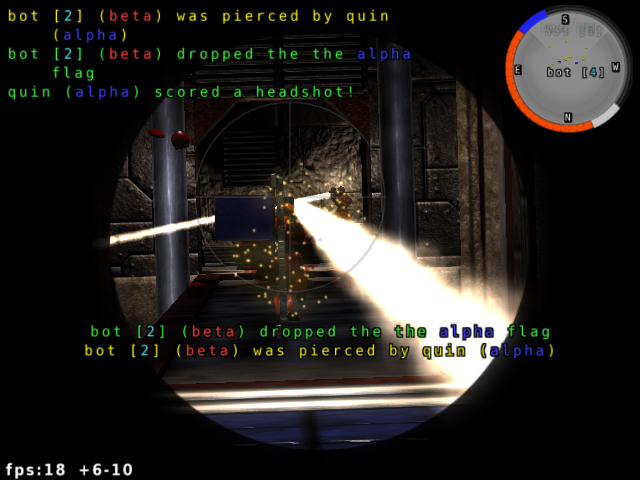 bot [2] (beta) was pierced by quin
(alpha)
bot [2] (beta) dropped the the alpha
flag
quin (alpha) scored a headshot!
S
E
W
bot [4]
N
bot [2] (beta) dropped the the alpha flag
bot [2] (beta) was pierced by quin (alpha)
fps:18 +6-10